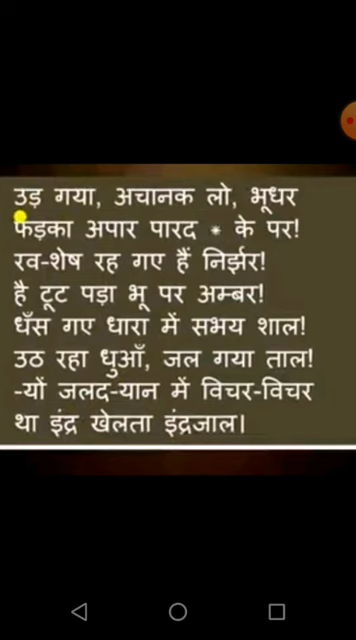 उड़ गया, अचानक लो, भूधर
फड़का अपार पारद * के पर!
रव-शेष रह गए हैं निर्झर!
है टूट पड़ा भू पर अम्बर!
धँस गए धारा में सभय शाल!
उठ रहा धुआँ, जल गया ताल!
-यों जलद-यान में विचर-विचर
था इंद्र खेलता इंद्रजाल।